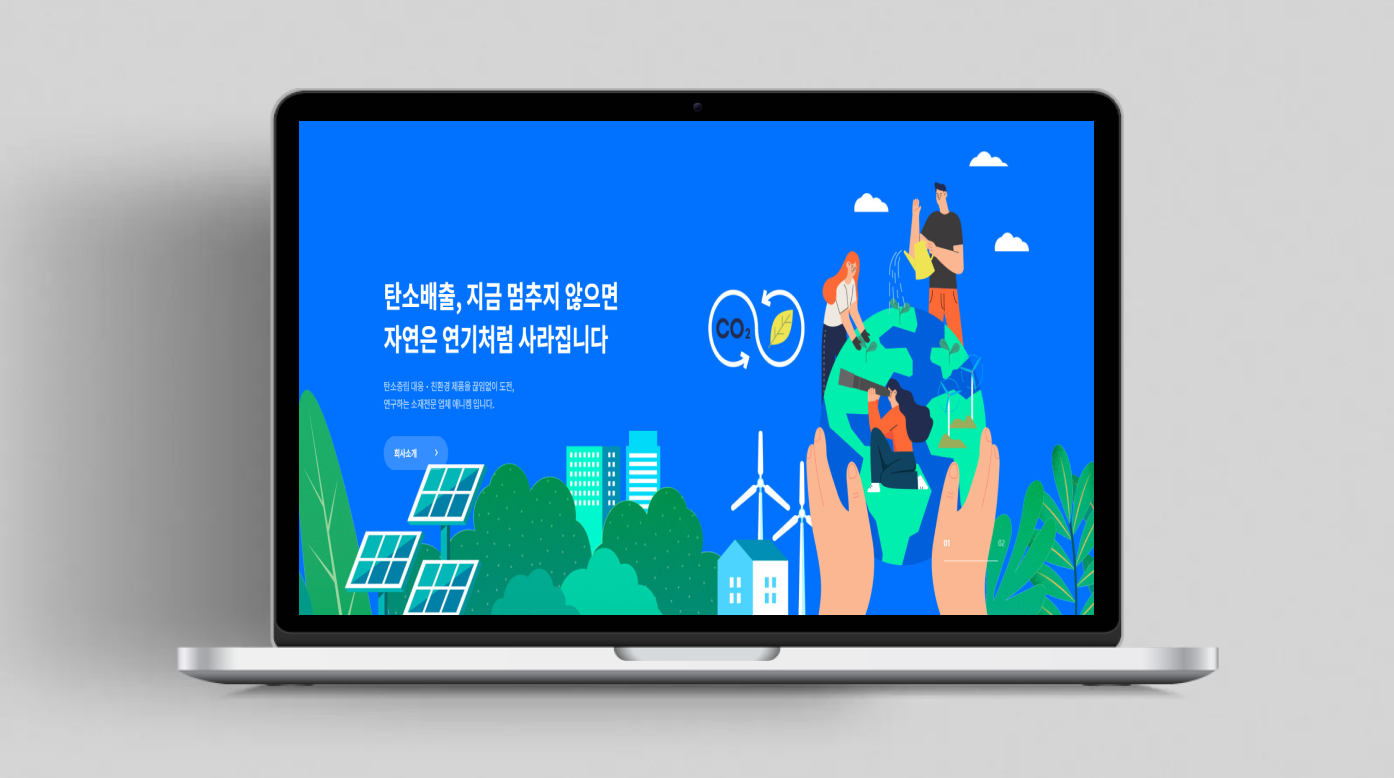 탄소배출, 지금 멈추지 않으면
자연은 연기처럼 사라집니다
탄소중립 대응 · 친환경 제품을 끊임없이 도전,
연구하는 소재전문 업체 애니켐 입니다.
회사소개
CO₂
01
02